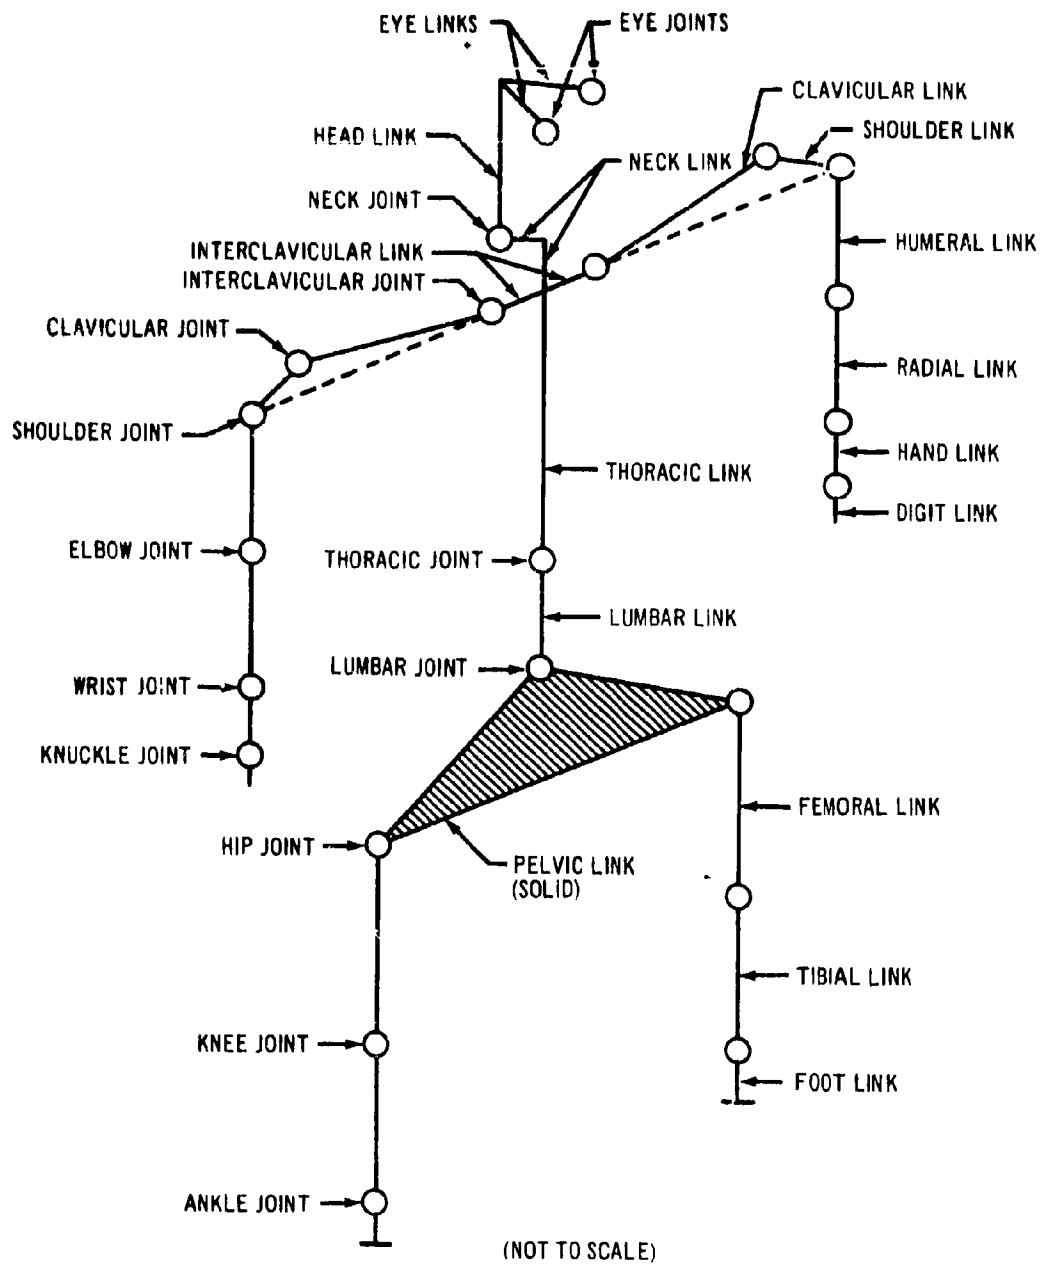 EYE LINKS
EYE JOINTS
CLAVICULAR LINK
HEAD LINK
SHOULDER LINK
NECK LINK
NECK JOINT
HUMERAL LINK
INTERCLAVICULAR LINK
INTERCLAVICULAR JOINT
CLAVICULAR JOINT
RADIAL LINK
SHOULDER JOINT
HAND LINK
THORACIC LINK
DIGIT LINK
ELBOW JOINT
THORACIC JOINT
LUMBAR LINK
LUMBAR JOINT
WRIST JOINT
KNUCKLE JOINT
FEMORAL LINK
HIP JOINT
PELVIC LINK
(SOLID)
TIBIAL LINK
KNEE JOINT
FOOT LINK
ANKLE JOINT
(NOT TO SCALE)